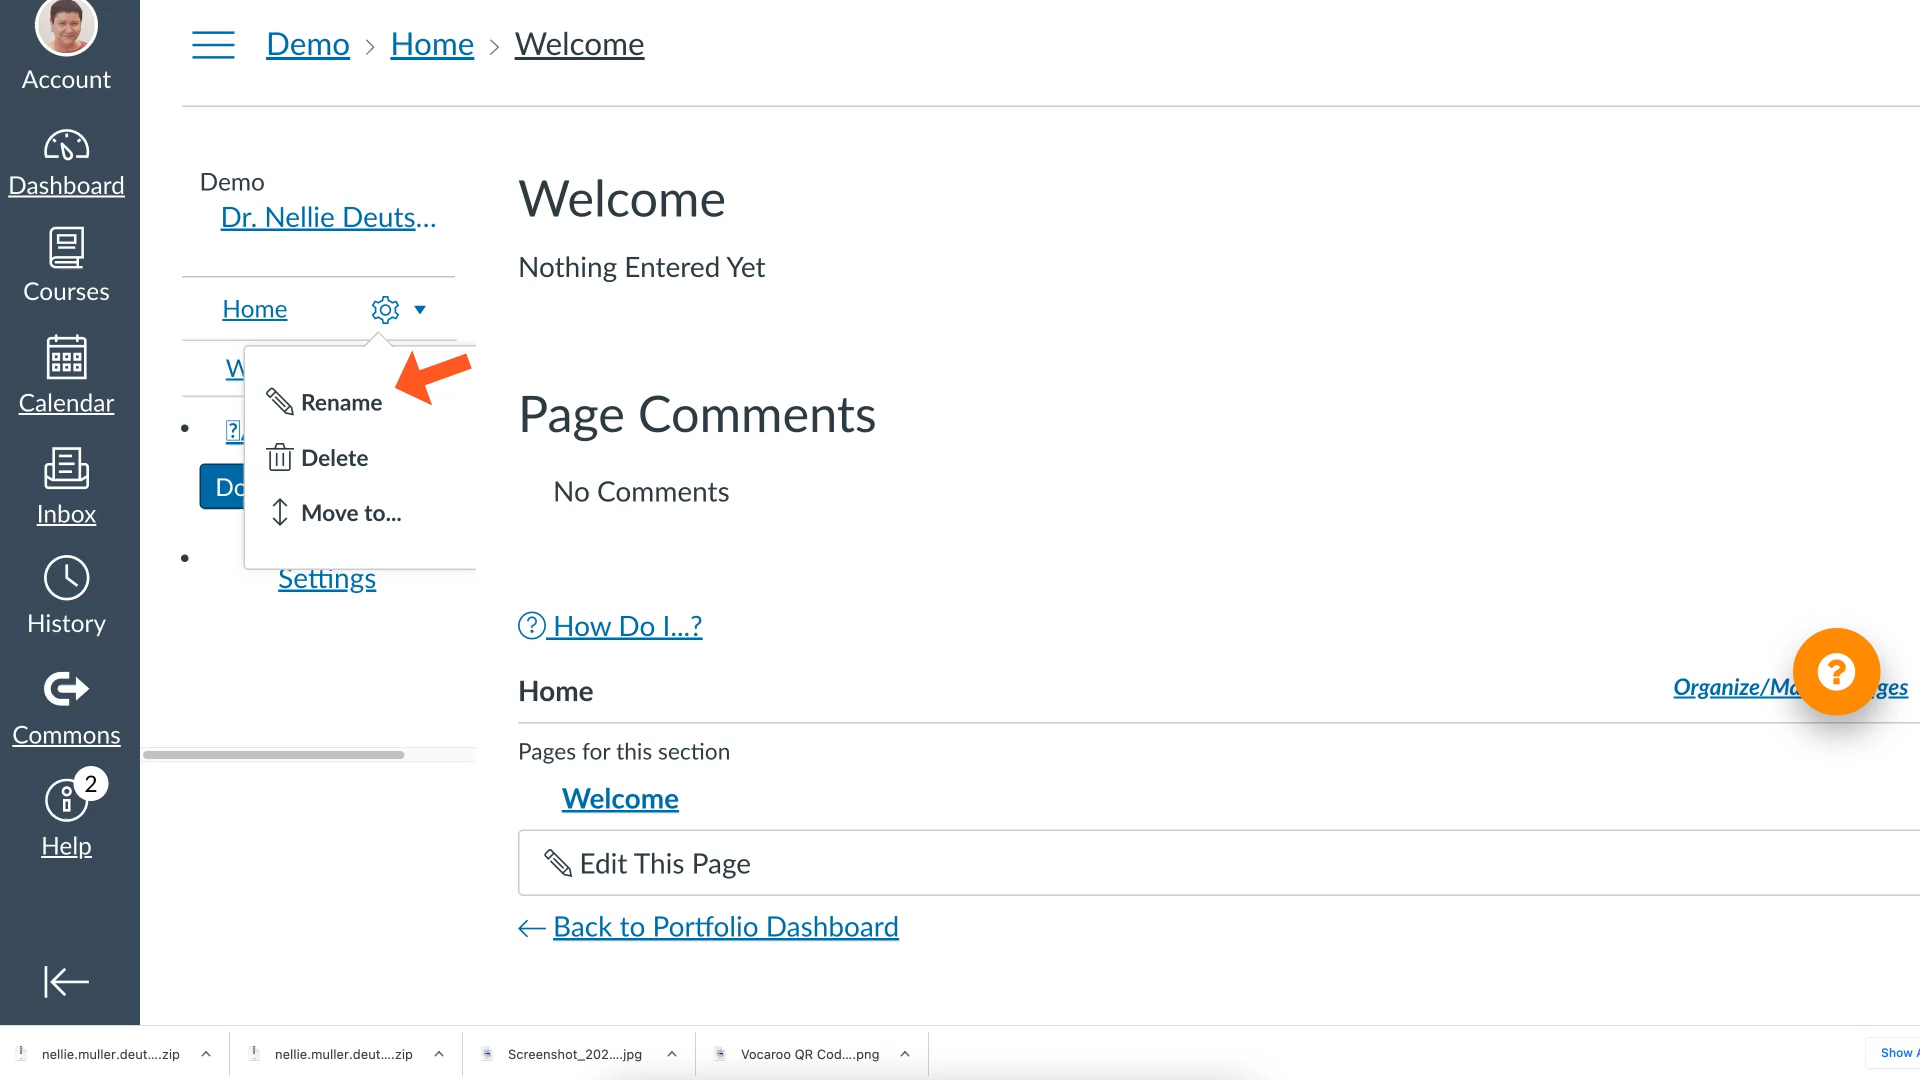 Account
Dashboard
Courses
Calendar
Inbox
History
Commons
2
Help
Demo > Home > Welcome
Demo
Dr. Nellie Deuts...
Home
Rename
Delete
Move to...
Settings
Welcome
Nothing Entered Yet
Page Comments
No Comments
How Do I...?
Home
Pages for this section
Welcome
Edit This Page
Back to Portfolio Dashboard
nellie.muller.deut....zip
nellie.muller.deut....zip
Screenshot_202....jpg
Vocaroo QR Cod....png
Show